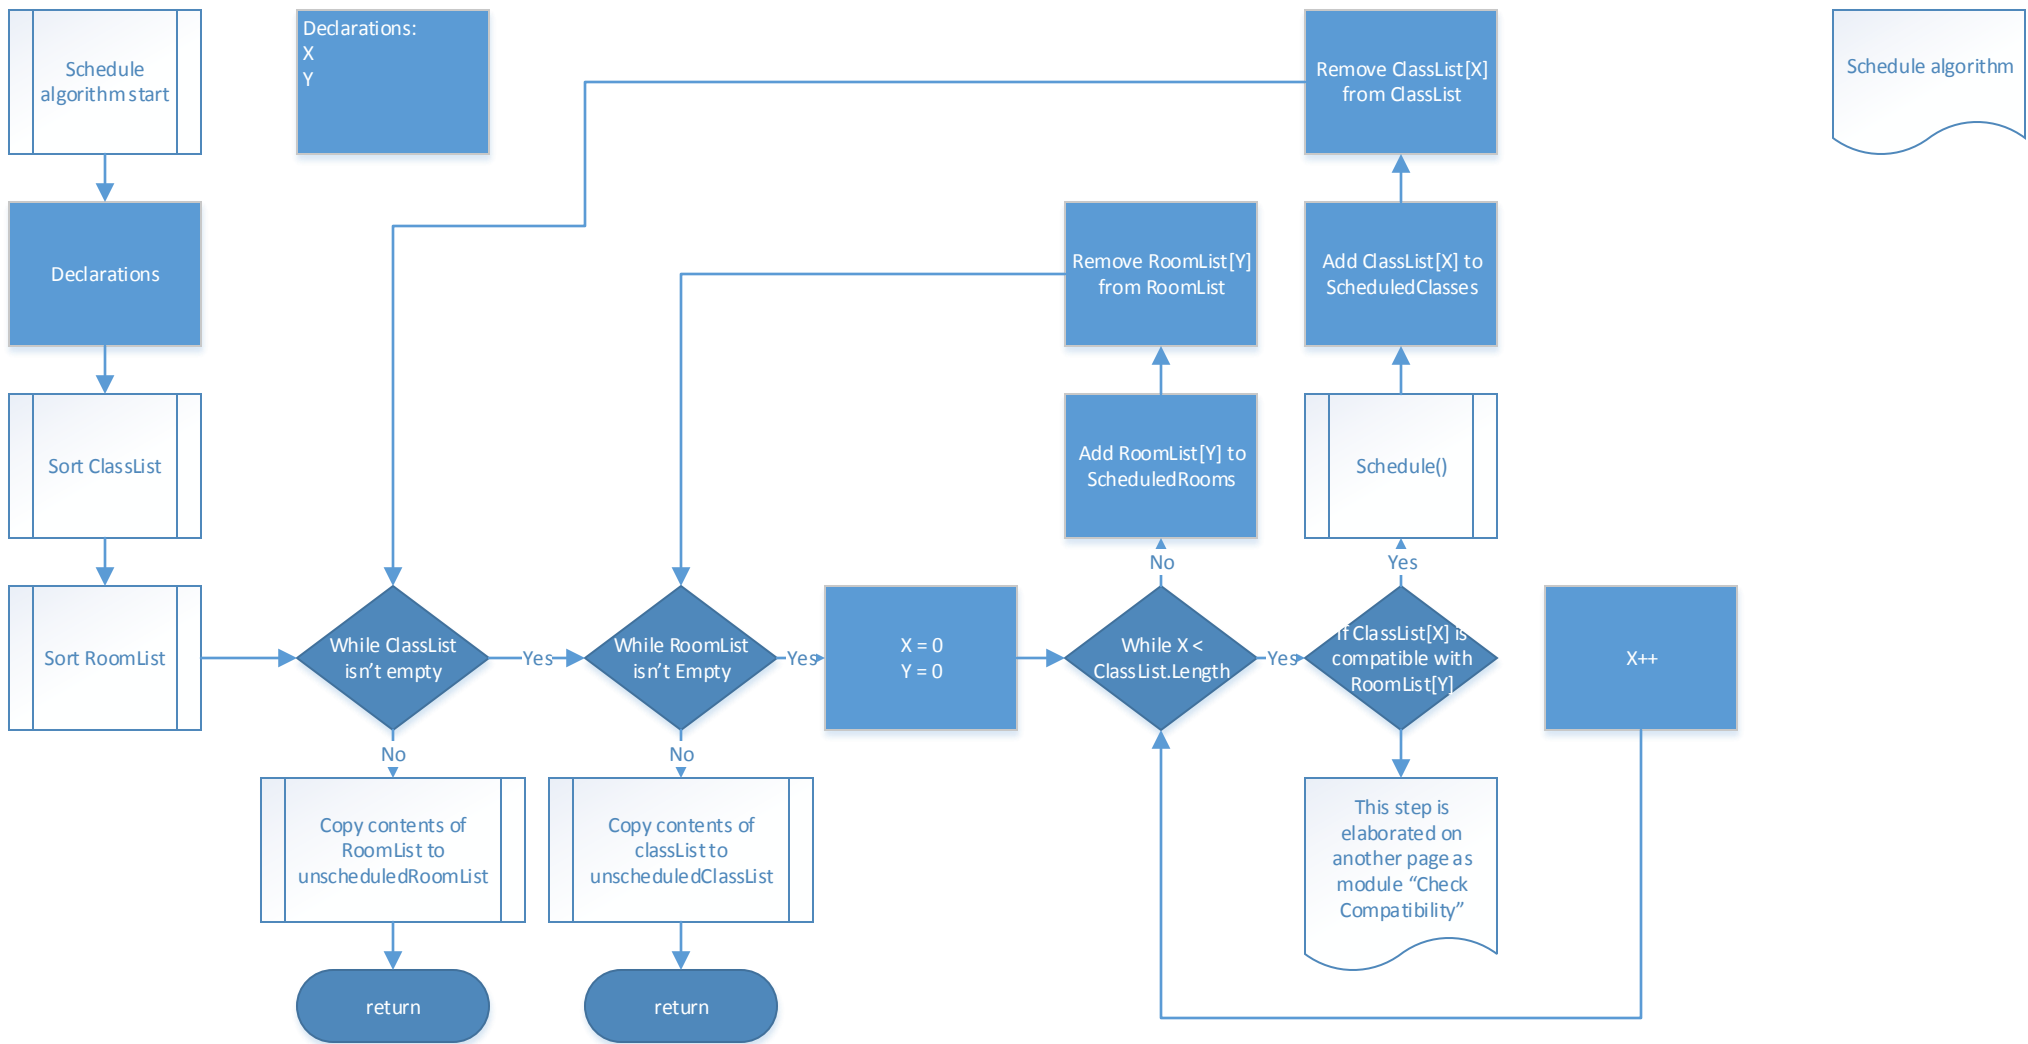 Schedule
algorithm start
Declarations:
X
Y
Remove ClassList[X]
from ClassList
Schedule algorithm
Declarations
Remove RoomList[Y]
from RoomList
Add ClassList[X] to
ScheduledClasses
Sort ClassList
Add RoomList[Y] to
ScheduledRooms
Schedule()
No
Yes
Sort RoomList
While ClassList
isn’t empty
Yes
While RoomList
isn’t Empty
Yes
X = 0
Y = 0
While X <
ClassList.Length
Yes
If ClassList[X] is
compatible with
RoomList[Y]
X++
No
No
Copy contents of
RoomList to
unscheduledRoomList
Copy contents of
classList to
unscheduledClassList
This step is
elaborated on
another page as
module “Check
Compatibility”
return
return